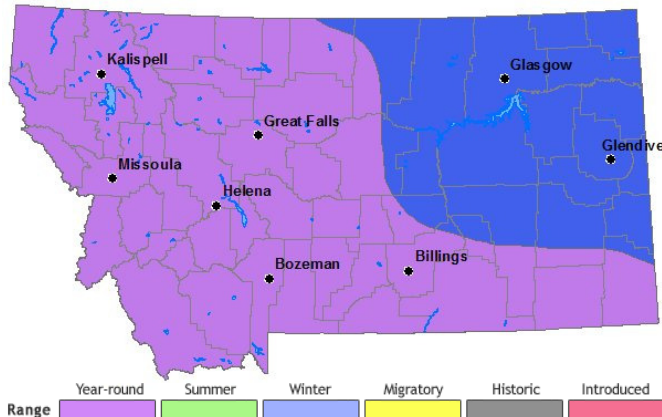 Kalispell
Glasgow
Great Falls
Glendive
Missoula
Helena
Bozeman
Billings
Year-round Summer Winter Migratory Historic Introduced
Range